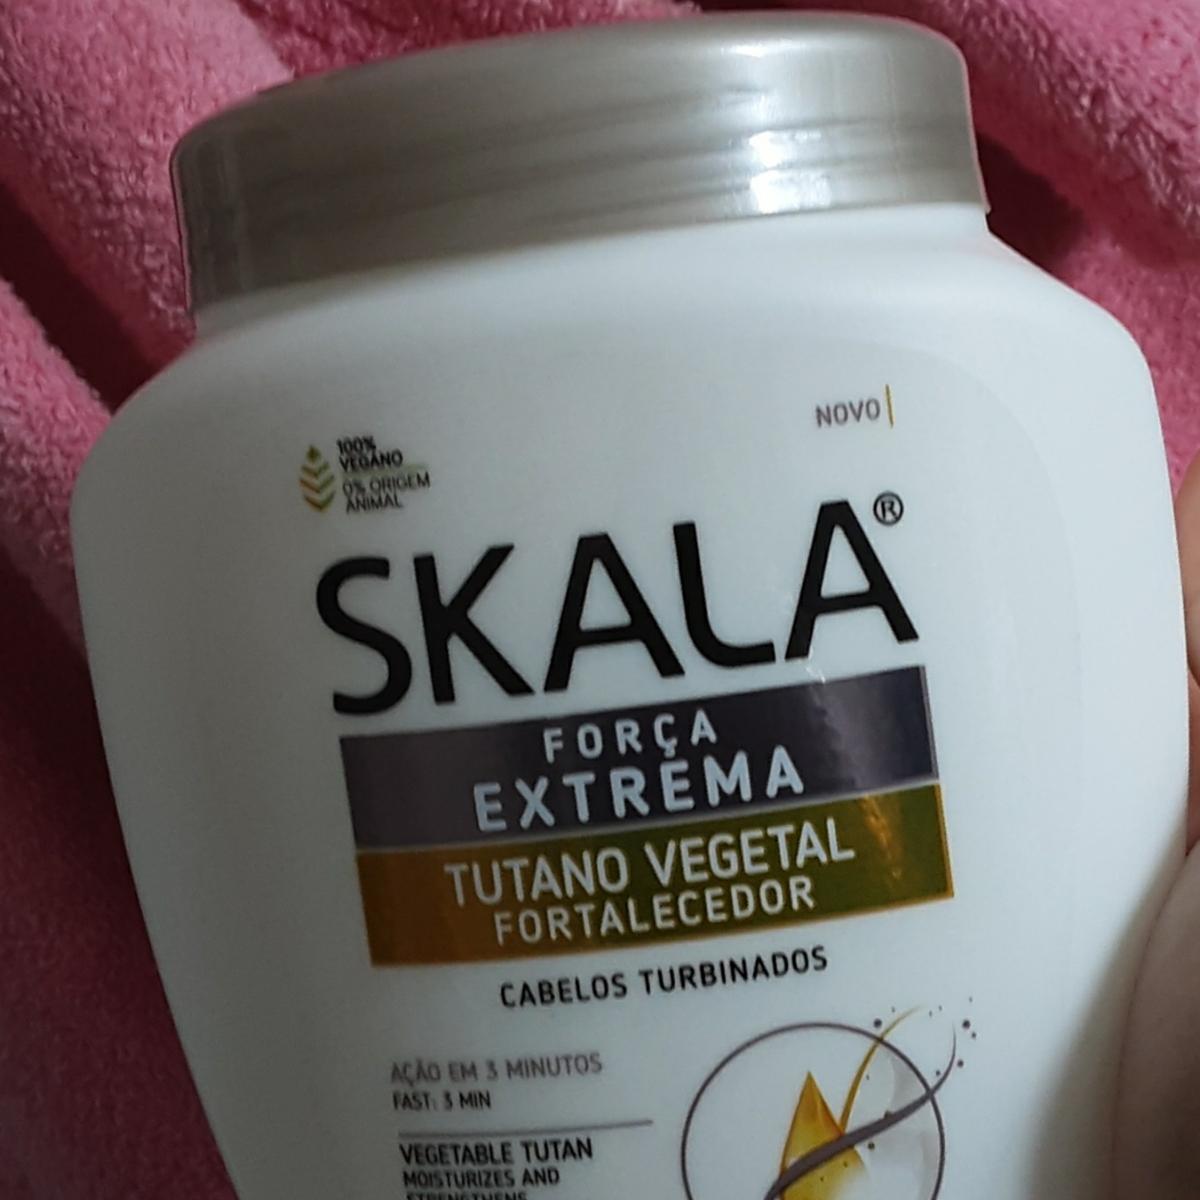 NOVO
100%
VEGANO
0% ORIGEM
ANIMAL
SKALA®
FORÇA
EXTREMA
TUTANO VEGETAL
FORTALECEDOR
CABELOS TURBINADOS
AÇÃO EM 3 MINUTOS
FAST: 3 MIN
VEGETABLE TUTAN
MOISTURIZES AND
STRENGTHENS